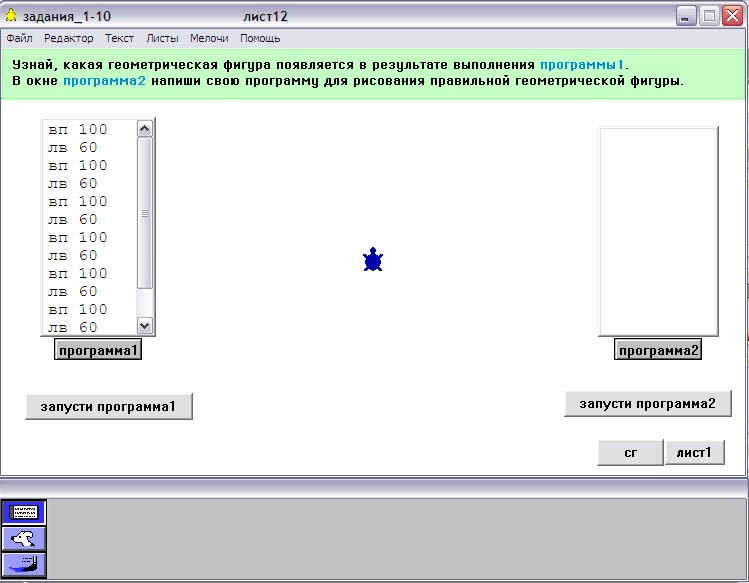 задания_1-10 лист12
Файл Редактор Текст Листы Мелочи Помощь
Узнай, какая геометрическая фигура появляется в результате выполнения программы1.
В окне программа2 напиши свою программу для рисования правильной геометрической фигуры.
вп 100
лв 60
вп 100
лв 60
вп 100
лв 60
вп 100
лв 60
вп 100
лв 60
вп 100
лв 60
программа1
программа2
запусти программа1
запусти программа2
сг лист1